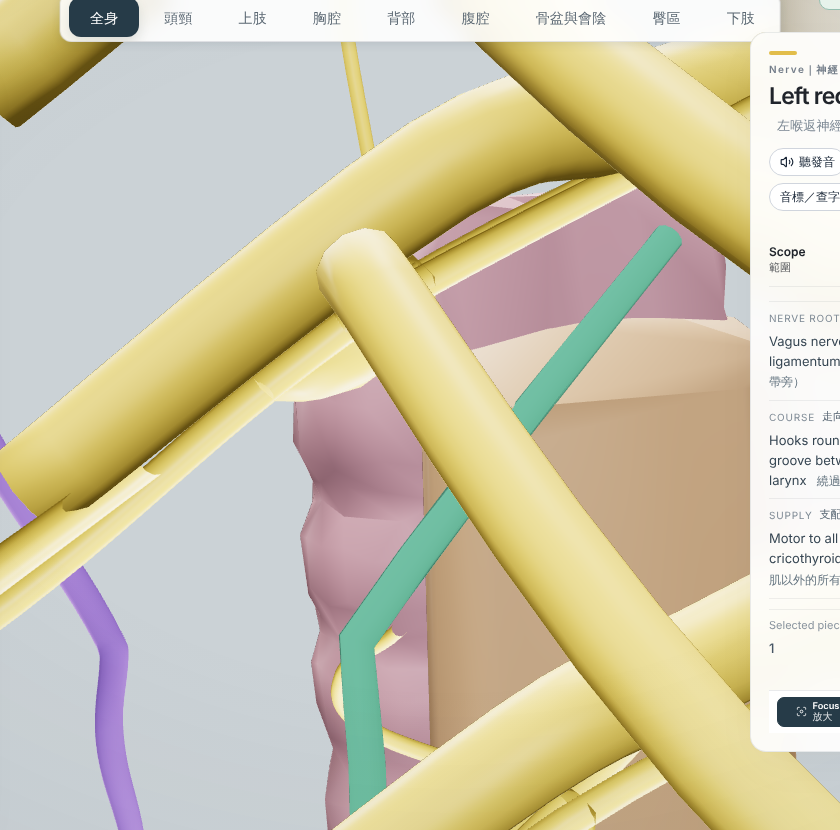 全身 頭頸 上肢 胸腔 背部 腹腔 骨盆與會陰 臀區 下肢
Nerve | 神經
Left rec
左喉返神經
聽發音
音標／查字
Scope
範圍
NERVE ROOT
Vagus nerv
ligamentum
帶旁）
COURSE 走向
Hooks roun
groove betw
larynx 繞過
SUPPLY 支配
Motor to all
cricothyroid
肌以外的所有
Selected piec
1
Focus
放大